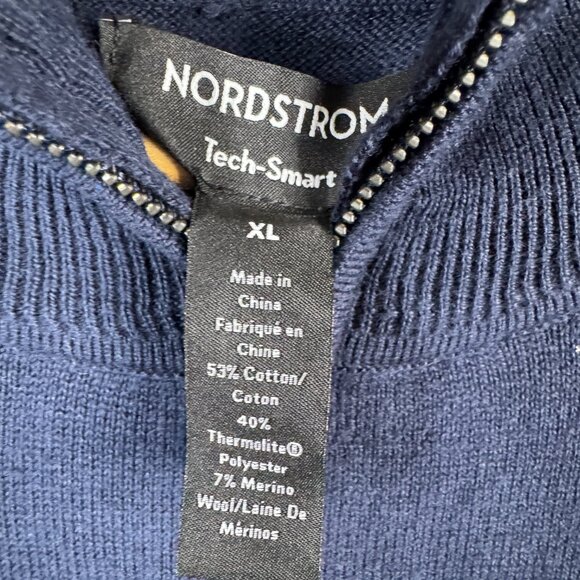 NORDSTROM
Tech-Smart
XL
Made in
China
Fabriqué en
Chine
53% Cotton/
Coton
40%
Thermolite®
Polyester
7% Merino
Wool/Laine De
Mérinos